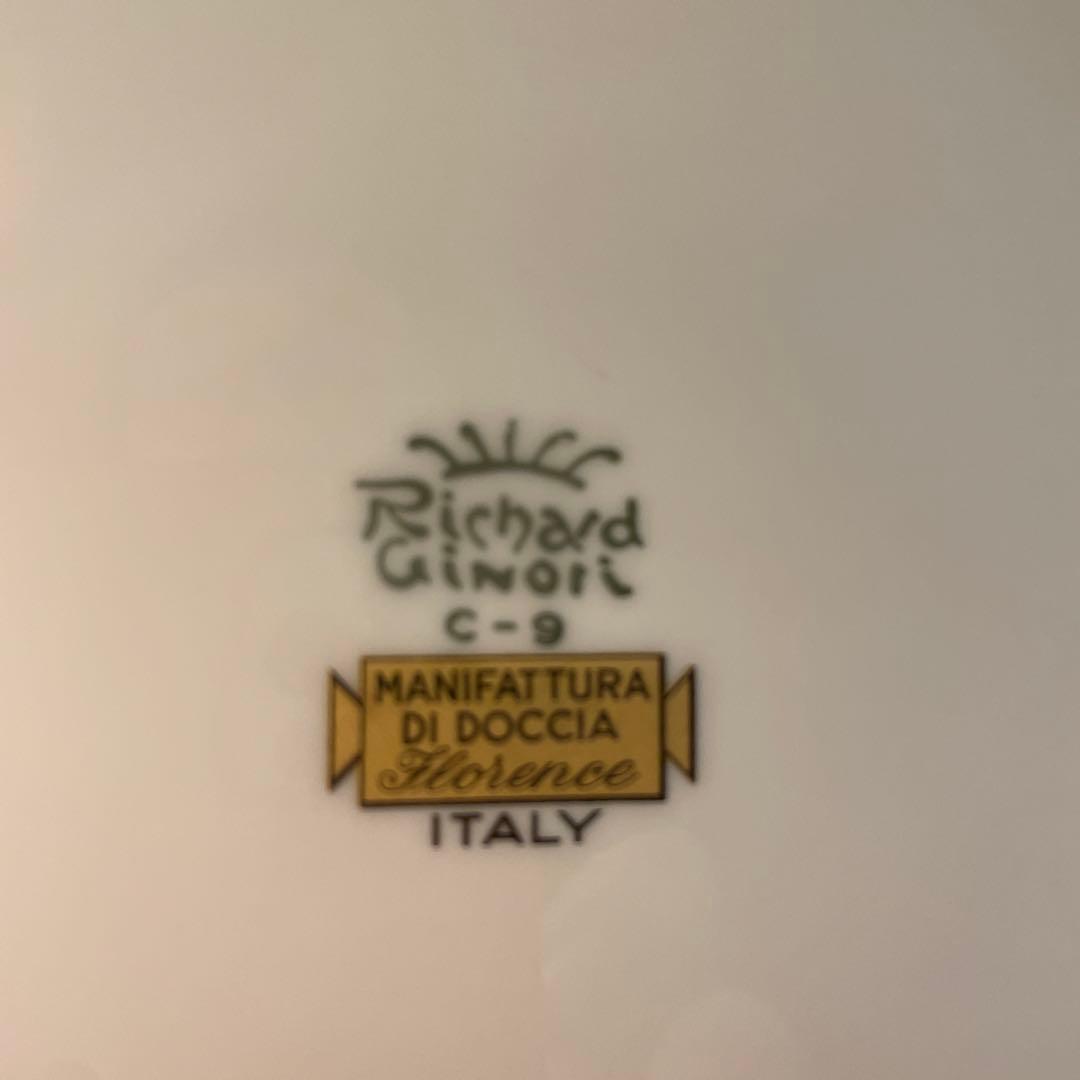 Richard
Ginori
C-9
MANIFATTURA
DI DOCCIA
Florence
ITALY